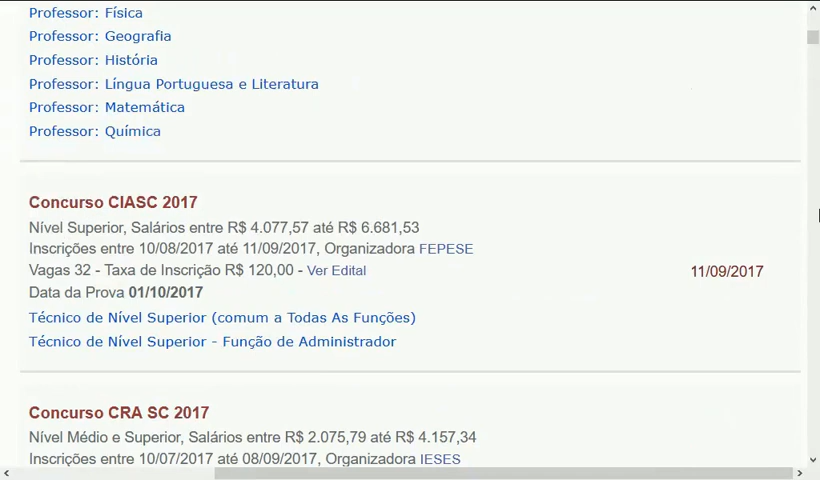 Professor: Física
Professor: Geografia
Professor: História
Professor: Língua Portuguesa e Literatura
Professor: Matemática
Professor: Química
Concurso CIASC 2017
Nível Superior, Salários entre R$ 4.077,57 até R$ 6.681,53
Inscrições entre 10/08/2017 até 11/09/2017, Organizadora FEPESE
Vagas 32 - Taxa de Inscrição R$ 120,00 - Ver Edital
11/09/2017
Data da Prova 01/10/2017
Técnico de Nível Superior (comum a Todas As Funções)
Técnico de Nível Superior - Função de Administrador
Concurso CRA SC 2017
Nível Médio e Superior, Salários entre R$ 2.075,79 até R$ 4.157,34
Inscrições entre 10/07/2017 até 08/09/2017, Organizadora IESES